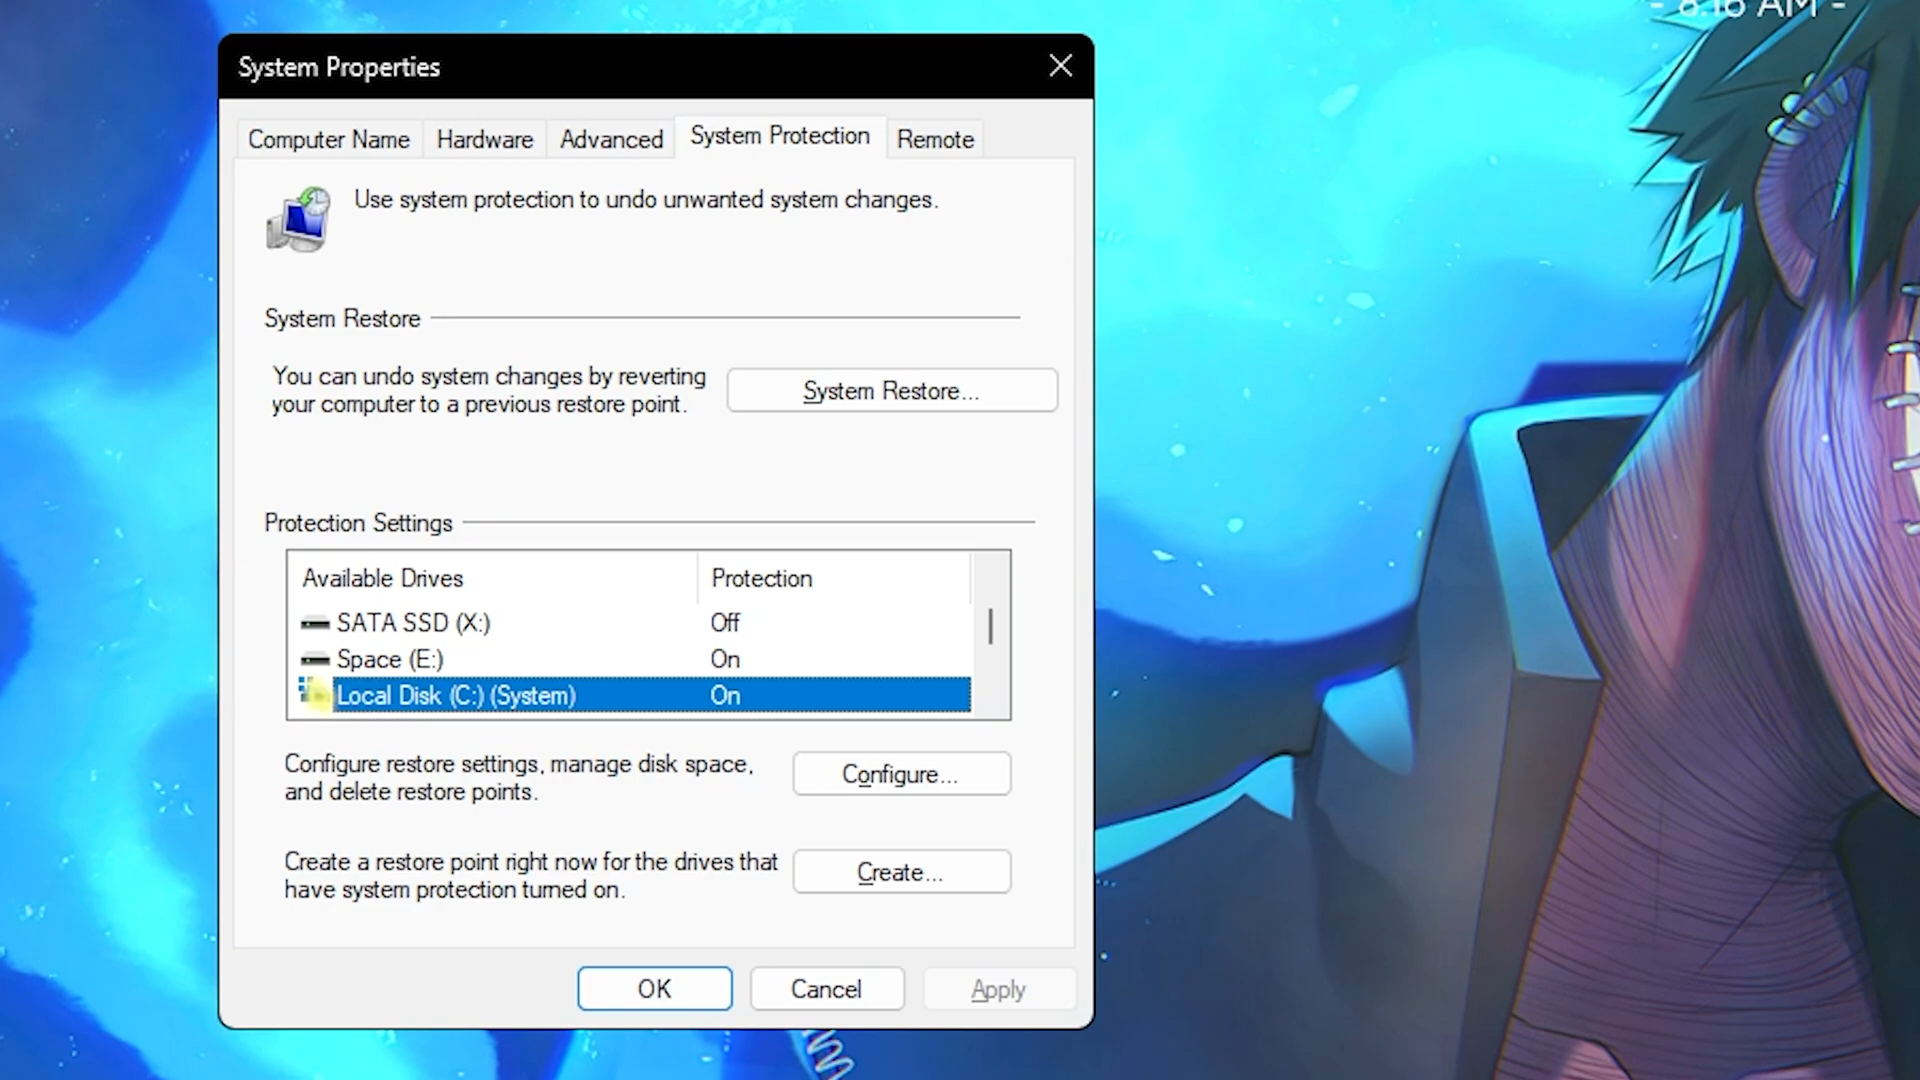 - 8:16 AM -
System Properties
Computer Name
Hardware
Advanced
System Protection
Remote
Use system protection to undo unwanted system changes.
System Restore
You can undo system changes by reverting
your computer to a previous restore point.
System Restore...
Protection Settings
Available Drives
Protection
SATA SSD (X:)
Off
Space (E:)
On
Local Disk (C:) (System)
On
Configure restore settings, manage disk space,
and delete restore points.
Configure...
Create a restore point right now for the drives that
have system protection turned on.
Create...
OK
Cancel
Apply